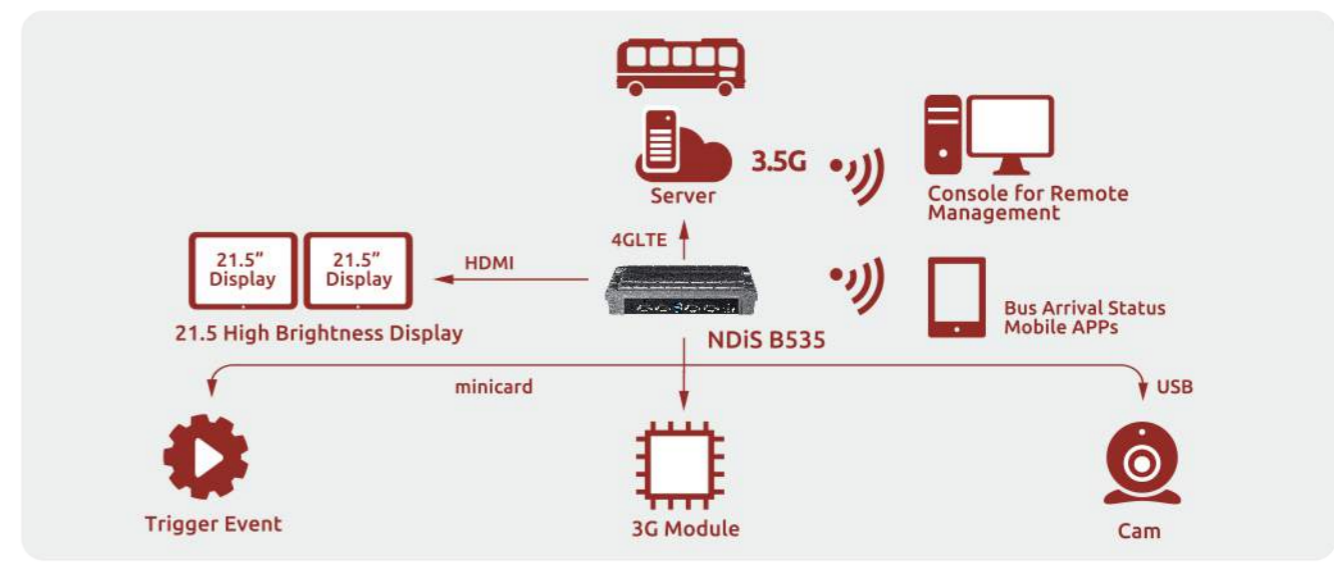 Server
3.5G
Console for Remote
Management
4GLTE
HDMI
21.5”
Display
21.5”
Display
21.5 High Brightness Display
NDiS B535
Bus Arrival Status
Mobile APPs
minicard
USB
Trigger Event
3G Module
Cam